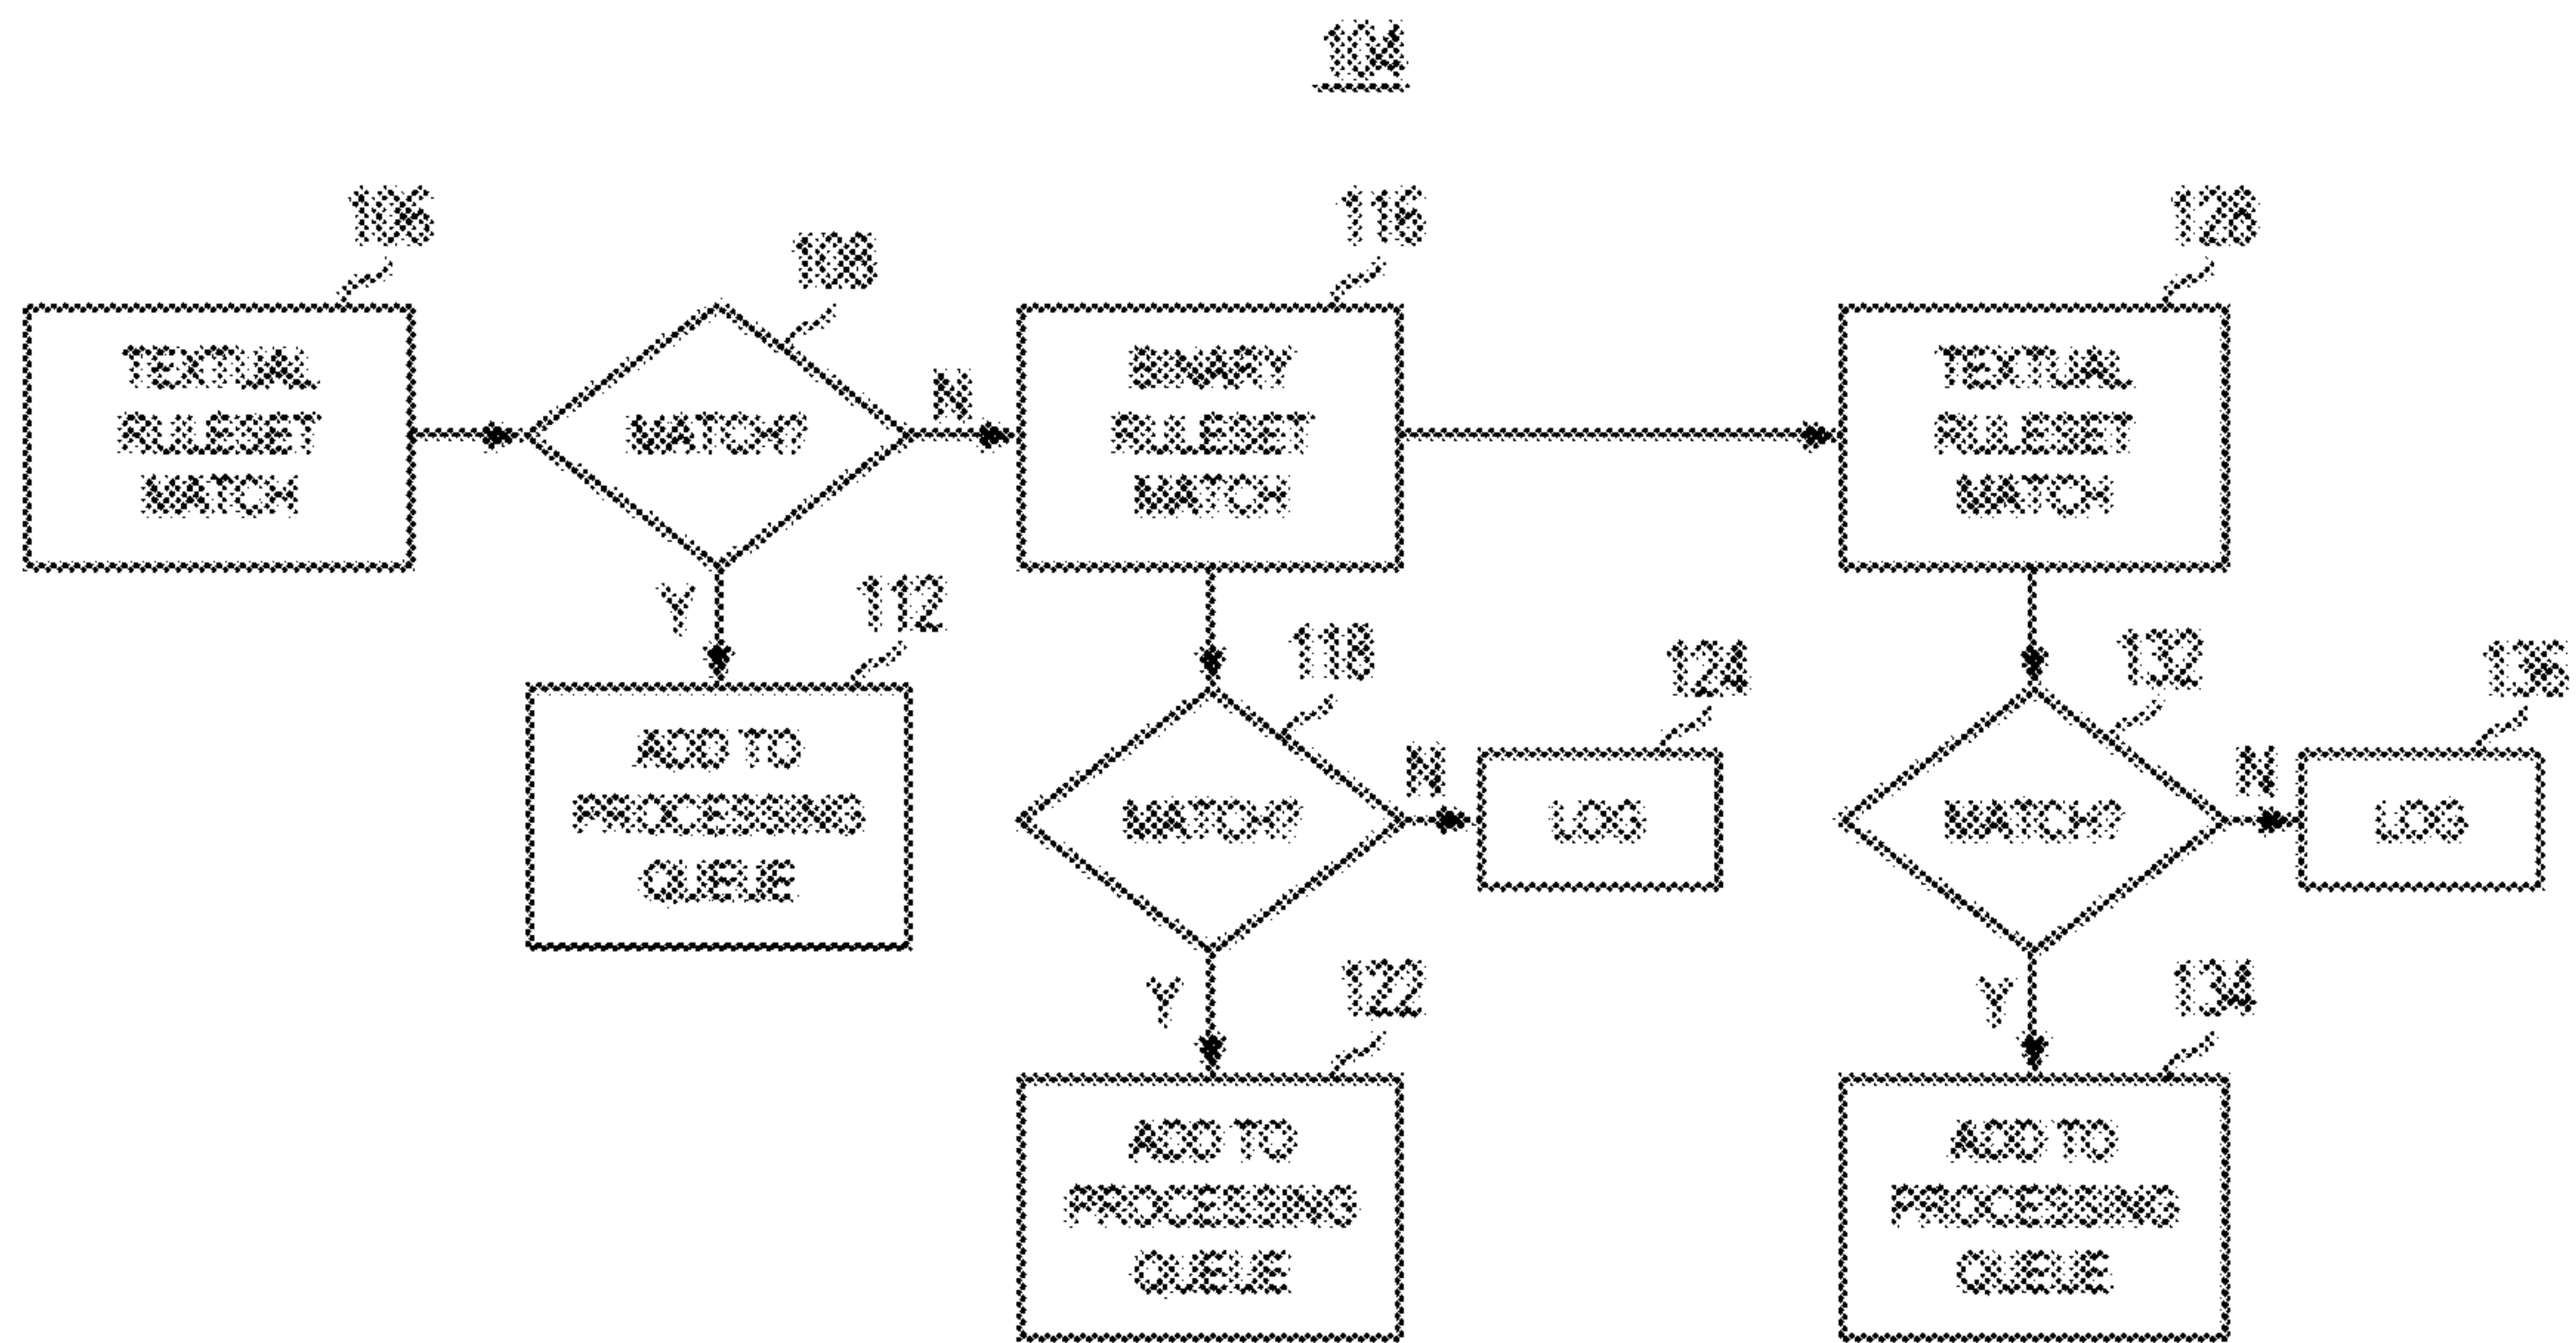 104
106
108
116
128
TEXTUAL
RULESET
MATCH
MATCH?
N
BINARY
RULESET
MATCH
TEXTUAL
RULESET
MATCH
Y
112
118
124
132
136
ADD TO
PROCESSING
QUEUE
MATCH?
N
LOG
MATCH?
N
LOG
Y
122
Y
134
ADD TO
PROCESSING
QUEUE
ADD TO
PROCESSING
QUEUE